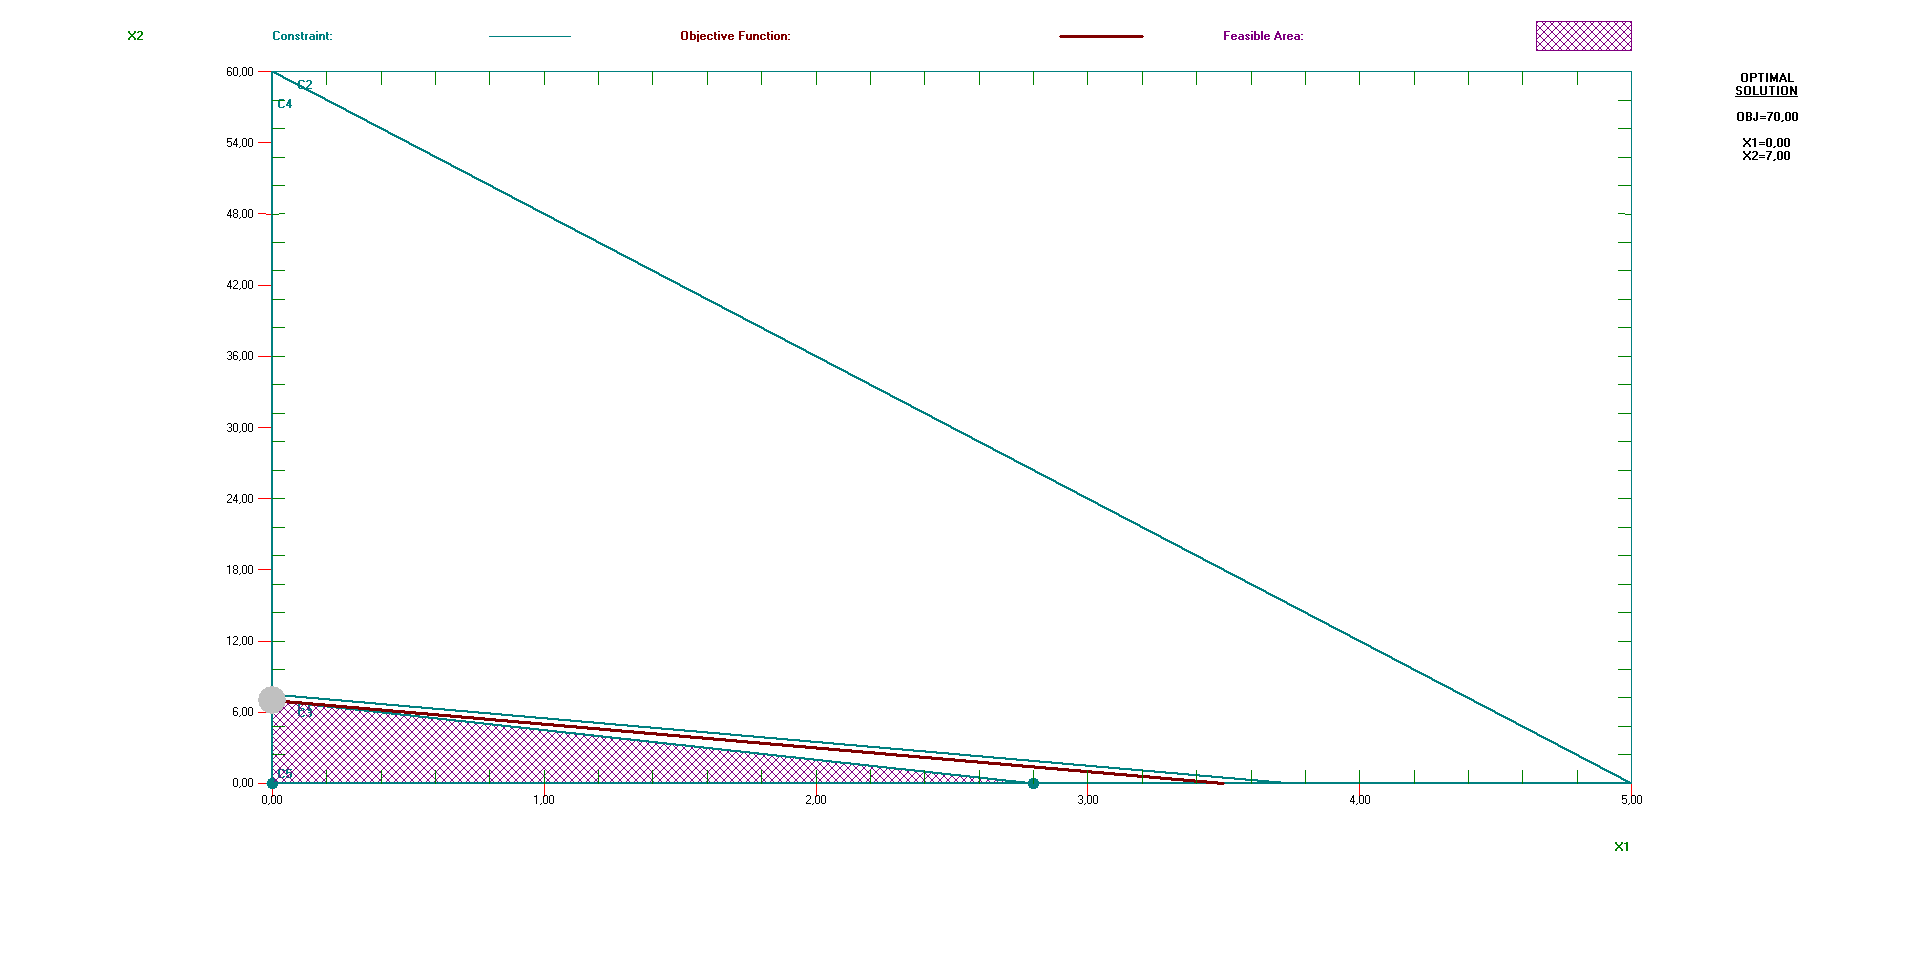 X2 Constraint: Objective Function: Feasible Area:
OPTIMAL
SOLUTION
OBJ=70,00
X1=0,00
X2=7,00
60,00
C2
C4
54,00
48,00
42,00
36,00
30,00
24,00
18,00
12,00
6,00
C5
0,00
0,00 1,00 2,00 3,00 4,00 5,00
X1